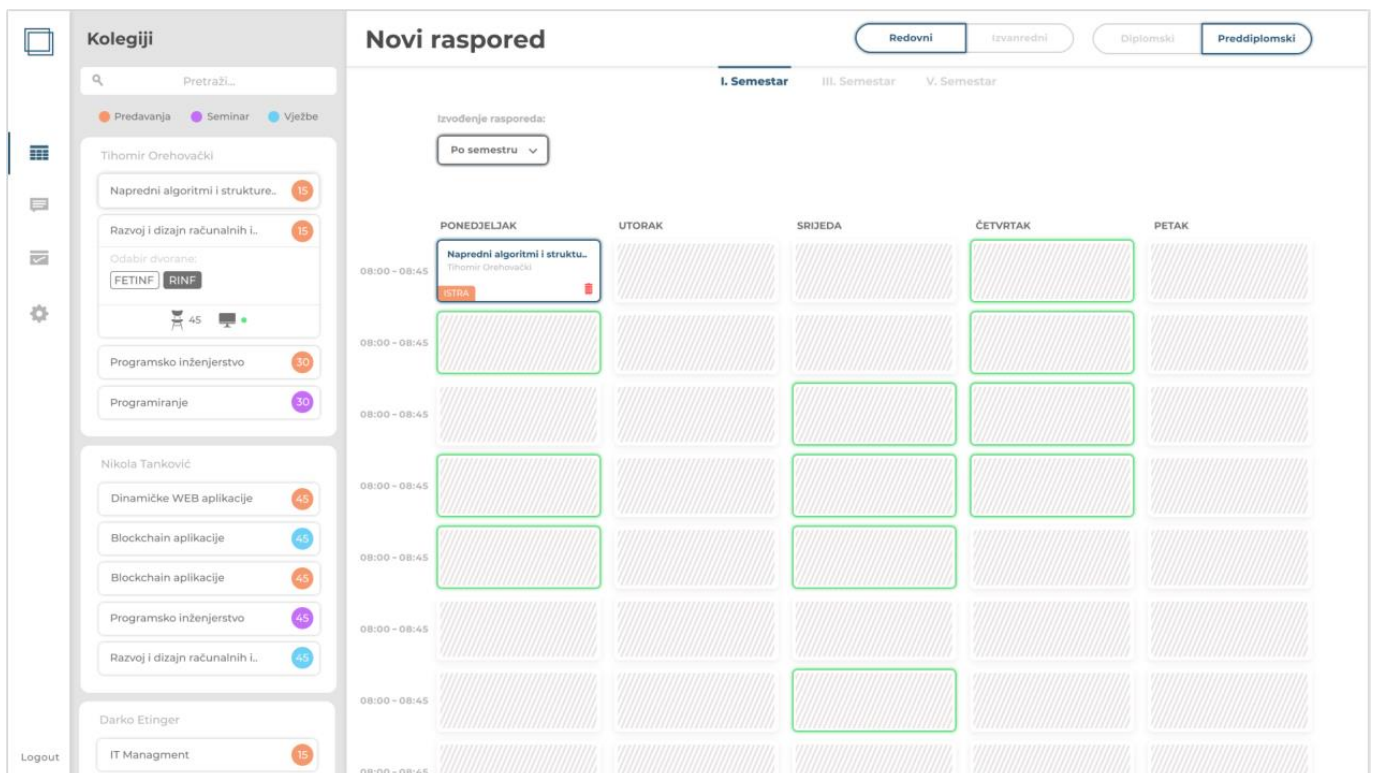 Kolegiji
Pretraži...
Predavanja Seminar Vježbe
Tihomir Orehovački
Napredni algoritmi i strukture.. 15
Razvoj i dizajn računalnih i.. 15
Odabir dvorane:
FETINF RINF
45
Programsko inženjerstvo 30
Programiranje 30
Nikola Tanković
Dinamičke WEB aplikacije 45
Blockchain aplikacije 45
Blockchain aplikacije 45
Programsko inženjerstvo 45
Razvoj i dizajn računalnih i.. 45
Darko Etinger
IT Managment 15
Logout
Novi raspored
Redovni Izvanredni Diplomski Preddiplomski
I. Semestar III. Semestar V. Semestar
Izvođenje rasporeda:
Po semestru
PONEDJELJAK UTORAK SRIJEDA ČETVRTAK PETAK
Napredni algoritmi i struktu..
Tihomir Orehovački
08:00 - 08:45
ISTRA
08:00 - 08:45
08:00 - 08:45
08:00 - 08:45
08:00 - 08:45
08:00 - 08:45
08:00 - 08:45
08:00 - 08:45